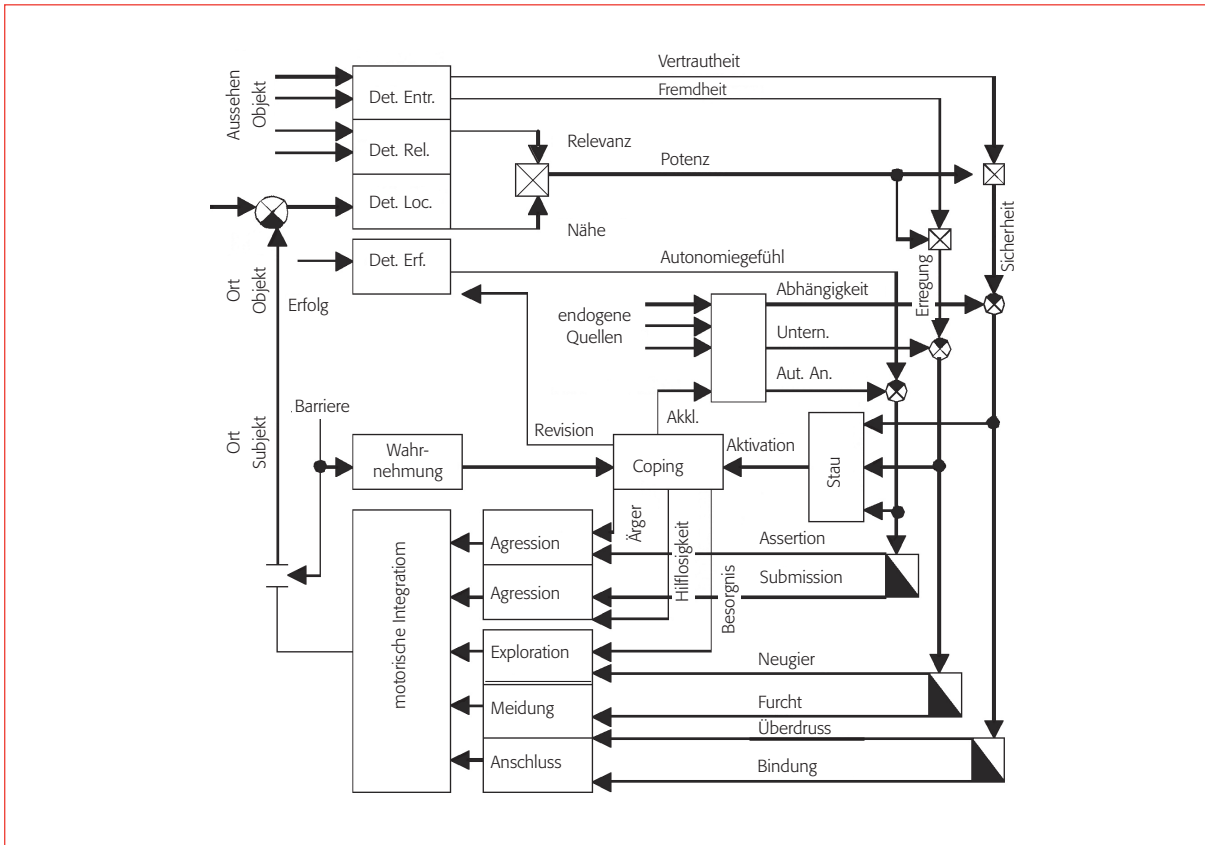 Vertrautheit
Fremdheit
Aussehen
Objekt
Det. Entr.
Det. Rel.
Det. Loc.
Relevanz
Potenz
Nähe
Sicherheit
Ort
Objekt
Erfolg
Det. Erf.
Autonomiegefühl
Erregung
endogene
Quellen
Abhängigkeit
Untern.
Aut. An.
Ort
Subjekt
.Barriere
Revision
Akkl.
Wahr-
nehmung
Coping
Aktivation
Stau
motorische Integrationm
Agression
Agression
Exploration
Meidung
Anschluss
Ärger
Hilflosigkeit
Besorgnis
Assertion
Submission
Neugier
Furcht
Überdruss
Bindung